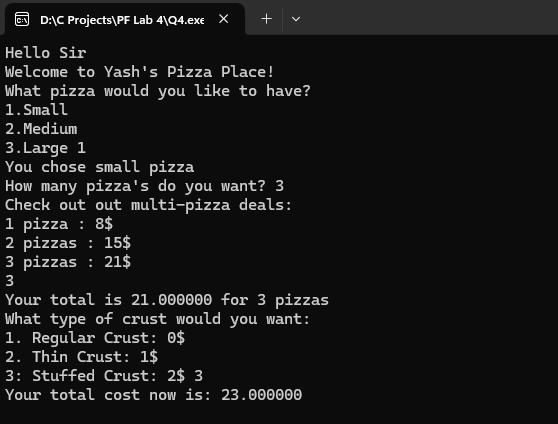 D:\C Projects\PF Lab 4\Q4.exe
Hello Sir
Welcome to Yash's Pizza Place!
What pizza would you like to have?
1.Small
2.Medium
3.Large 1
You chose small pizza
How many pizza's do you want? 3
Check out out multi-pizza deals:
1 pizza : 8$
2 pizzas : 15$
3 pizzas : 21$
3
Your total is 21.000000 for 3 pizzas
What type of crust would you want:
1. Regular Crust: 0$
2. Thin Crust: 1$
3: Stuffed Crust: 2$ 3
Your total cost now is: 23.000000